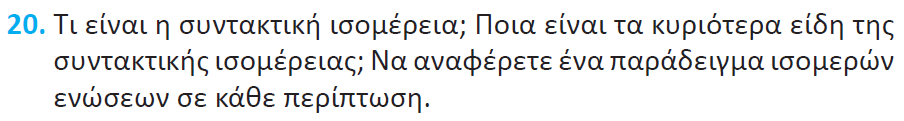 20. Τι είναι η συντακτική ισομέρεια; Ποια είναι τα κυριότερα είδη της
συντακτικής ισομέρειας; Να αναφέρετε ένα παράδειγμα ισομερών
ενώσεων σε κάθε περίπτωση.